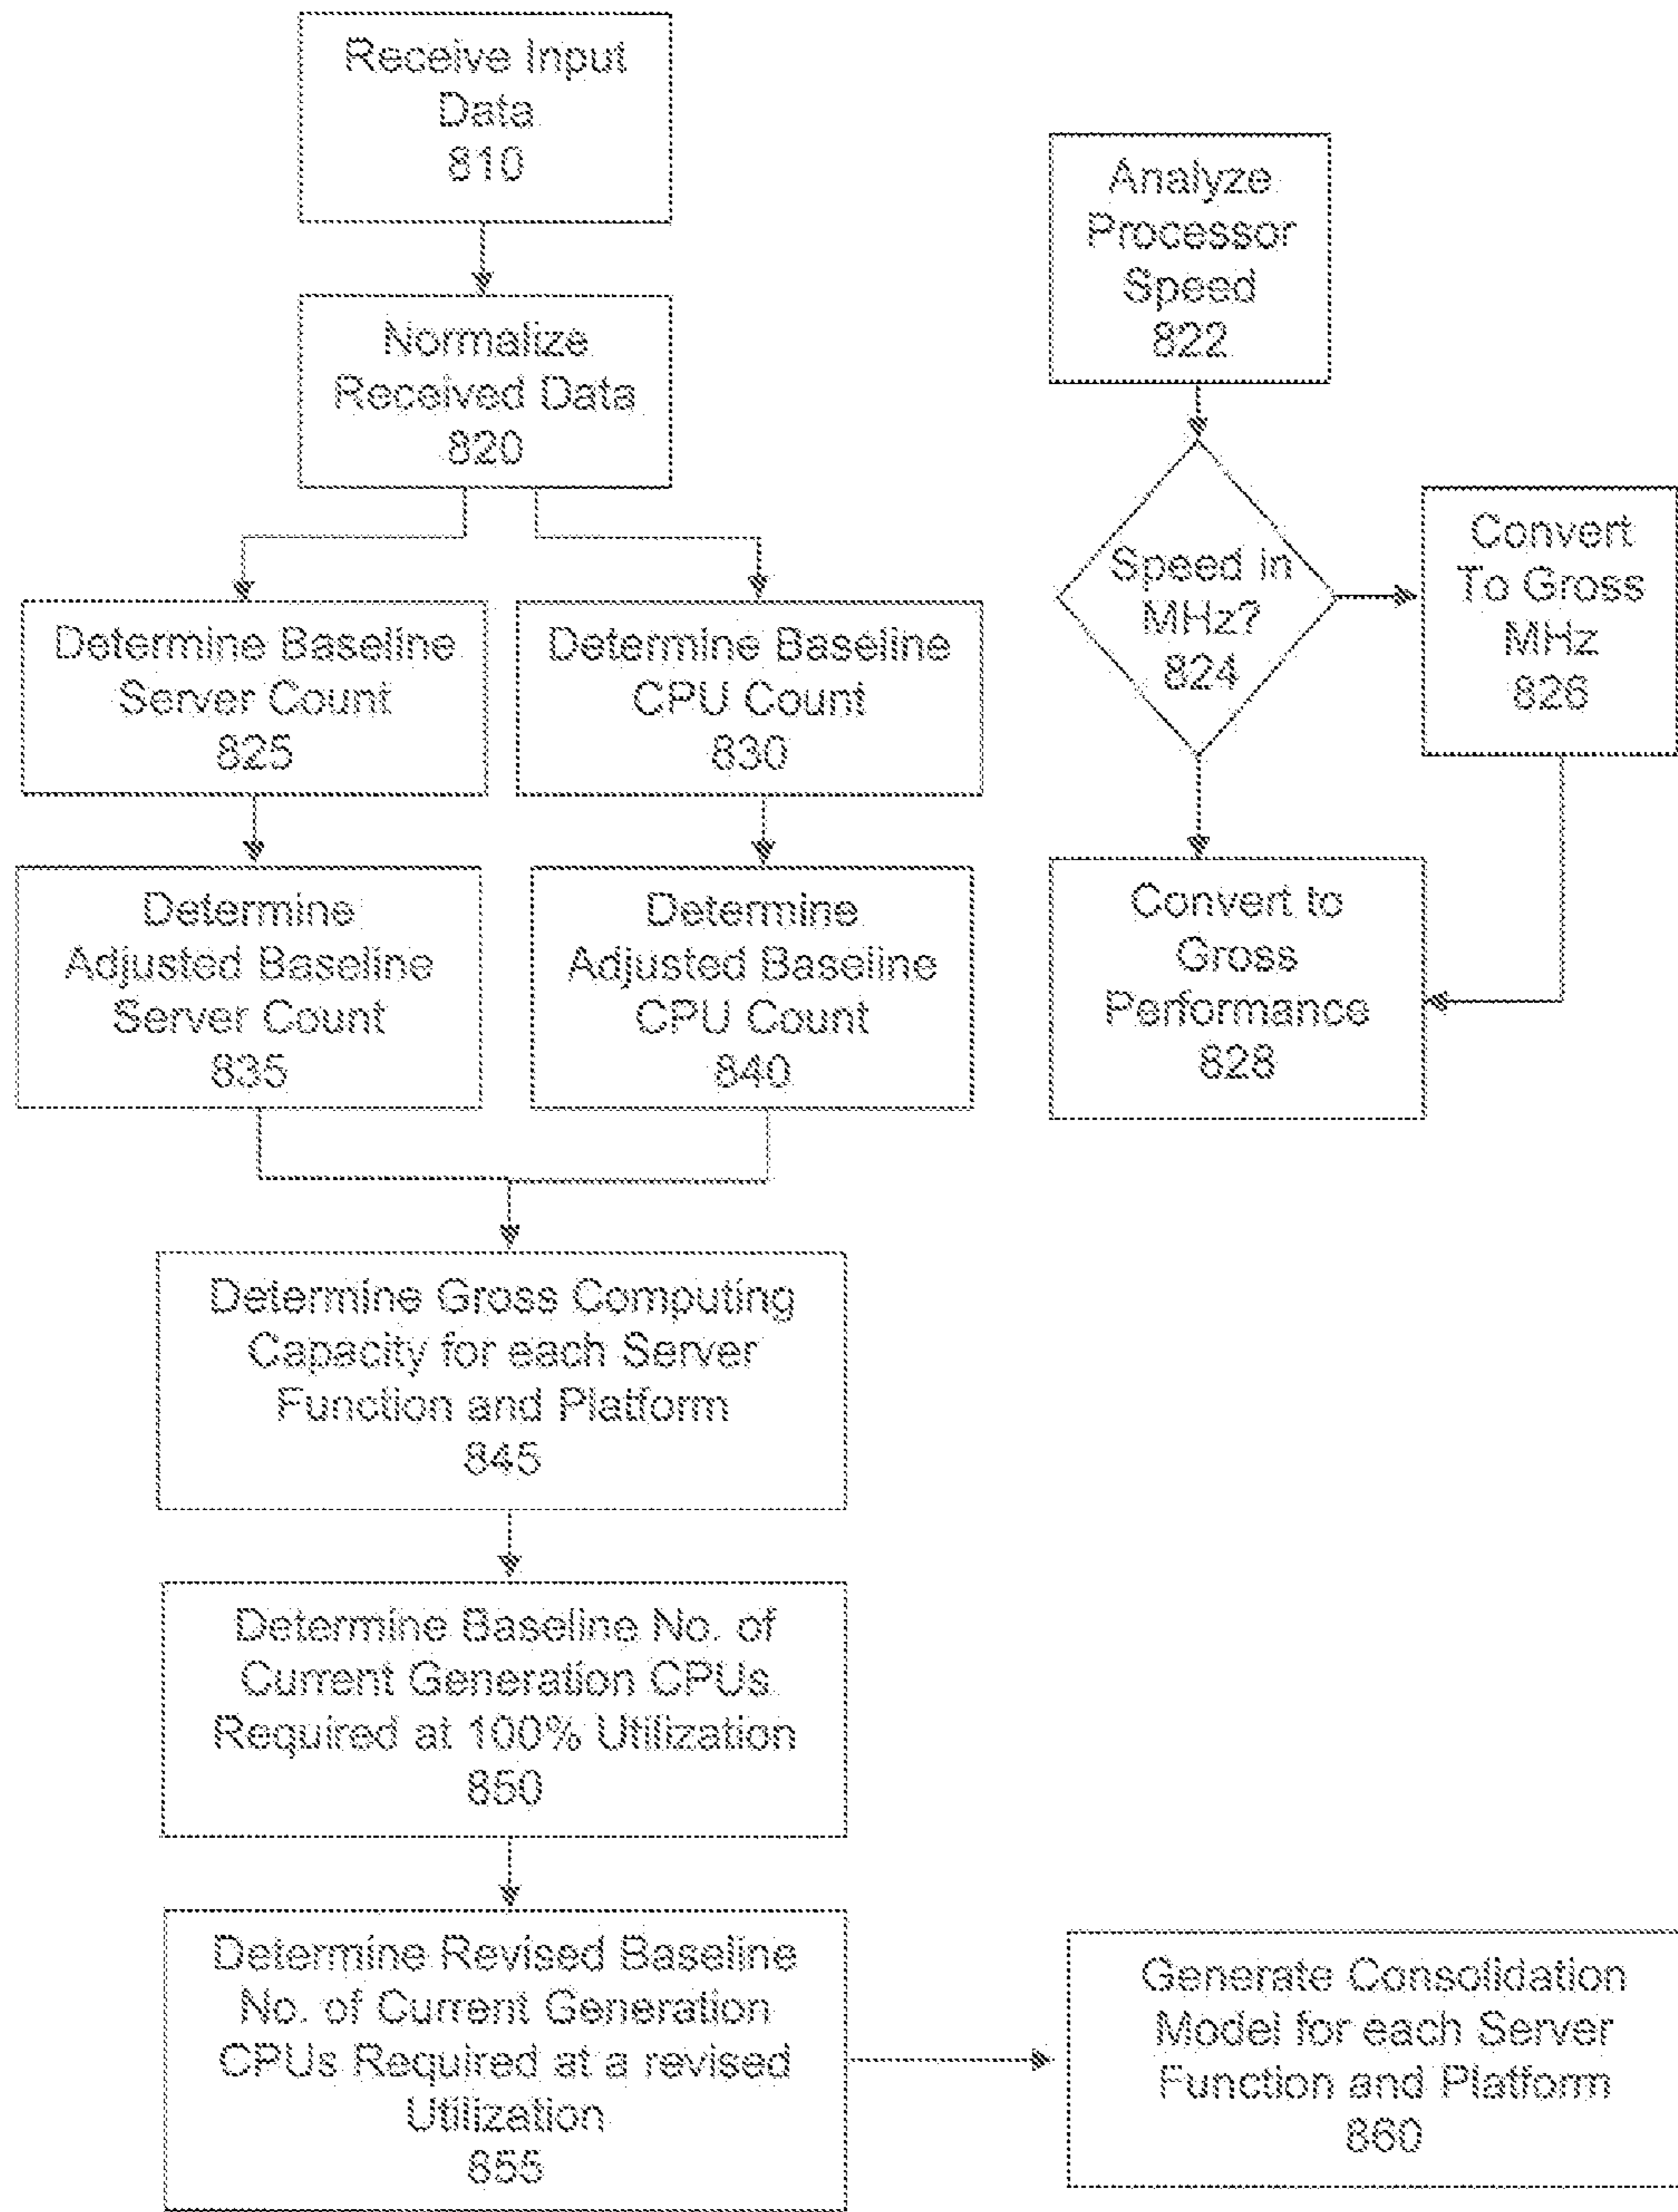 Receive Input
Data
810
Normalize
Received Data
820
Determine Baseline
Server Count
825
Determine Baseline
CPU Count
830
Determine
Adjusted Baseline
Server Count
835
Determine
Adjusted Baseline
CPU Count
840
Determine Gross Computing
Capacity for each Server
Function and Platform
845
Determine Baseline No. of
Current Generation CPUs
Required at 100% Utilization
850
Determine Revised Baseline
No. of Current Generation
CPUs Required at a revised
Utilization
855
Generate Consolidation
Model for each Server
Function and Platform
860
Analyze
Processor
Speed
822
Speed in
MHz?
824
Convert
To Gross
MHz
826
Convert to
Gross
Performance
828